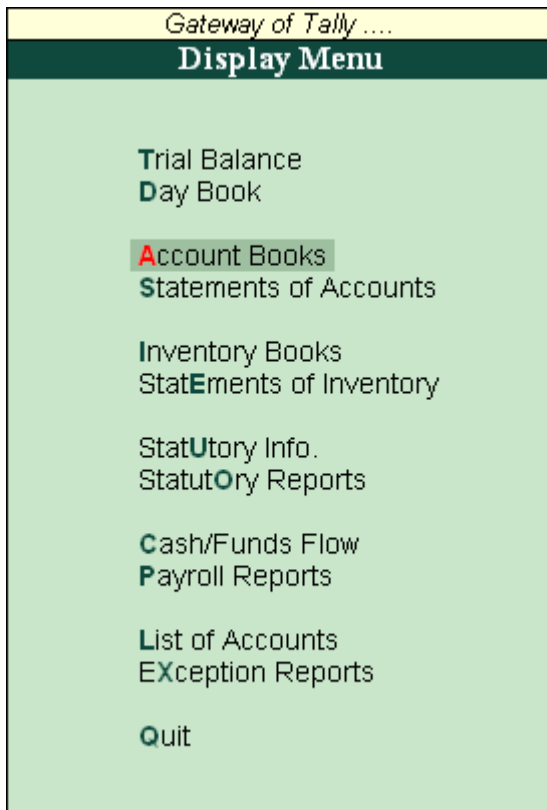 Gateway of Tally ....
Display Menu
Trial Balance
Day Book
Account Books
Statements of Accounts
Inventory Books
StatEments of Inventory
StatUtory Info.
StatutOry Reports
Cash/Funds Flow
Payroll Reports
List of Accounts
EXception Reports
Quit